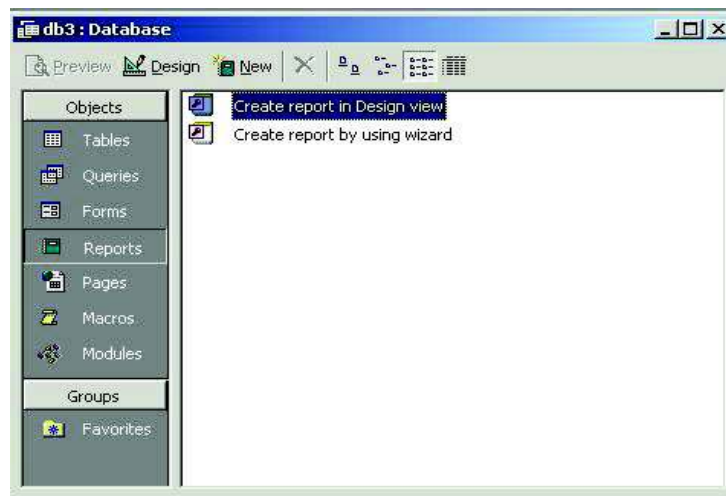 db3 : Database
Preview Design New
Objects
Tables
Queries
Forms
Reports
Pages
Macros
Modules
Groups
Favorites
Create report in Design view
Create report by using wizard